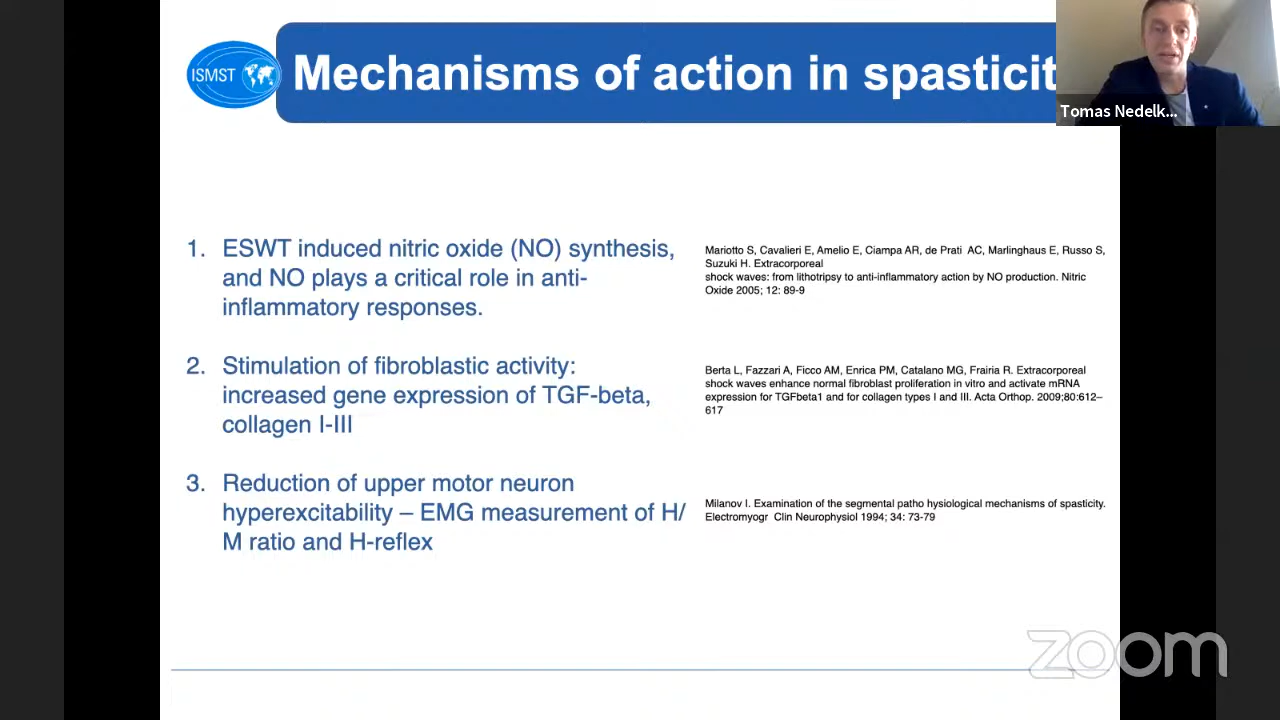 ISMST
Mechanisms of action in spasticit
Tomas Nedelk...
1. ESWT induced nitric oxide (NO) synthesis,
and NO plays a critical role in anti-
inflammatory responses.
Mariotto S, Cavalieri E, Amelio E, Ciampa AR, de Prati AC, Marlinghaus E, Russo S,
Suzuki H. Extracorporeal
shock waves: from lithotripsy to anti-inflammatory action by NO production. Nitric
Oxide 2005; 12: 89-9
2. Stimulation of fibroblastic activity:
increased gene expression of TGF-beta,
collagen I-III
Berta L, Fazzari A, Ficco AM, Enrica PM, Catalano MG, Frairia R. Extracorporeal
shock waves enhance normal fibroblast proliferation in vitro and activate mRNA
expression for TGFbeta1 and for collagen types I and III. Acta Orthop. 2009;80:612–
617
3. Reduction of upper motor neuron
hyperexcitability – EMG measurement of H/
M ratio and H-reflex
Milanov I. Examination of the segmental patho hysiological mechanisms of spasticity.
Electromyogr Clin Neurophysiol 1994; 34: 73-79
zoom